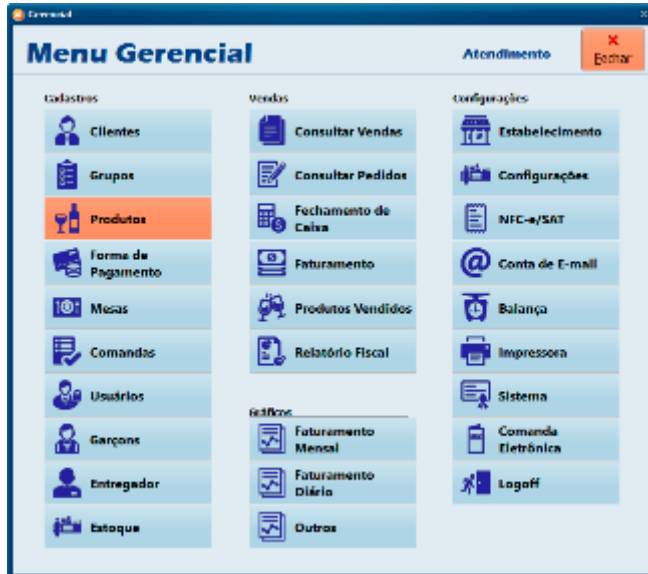 Gerencial
Menu Gerencial
Atendimento
Fechar
Cadastros
Clientes
Grupos
Produtos
Forma de
Pagamento
Mesas
Comandas
Usuários
Garçons
Entregador
Estoque
Vendas
Consultar Vendas
Consultar Pedidos
Fechamento de
Caixa
Faturamento
Produtos Vendidos
Relatório Fiscal
Gráficos
Faturamento
Mensal
Faturamento
Diário
Outros
Configurações
Estabelecimento
Configurações
NFC-e/SAT
Conta de E-mail
Balança
Impressora
Sistema
Comanda
Eletrônica
Logoff